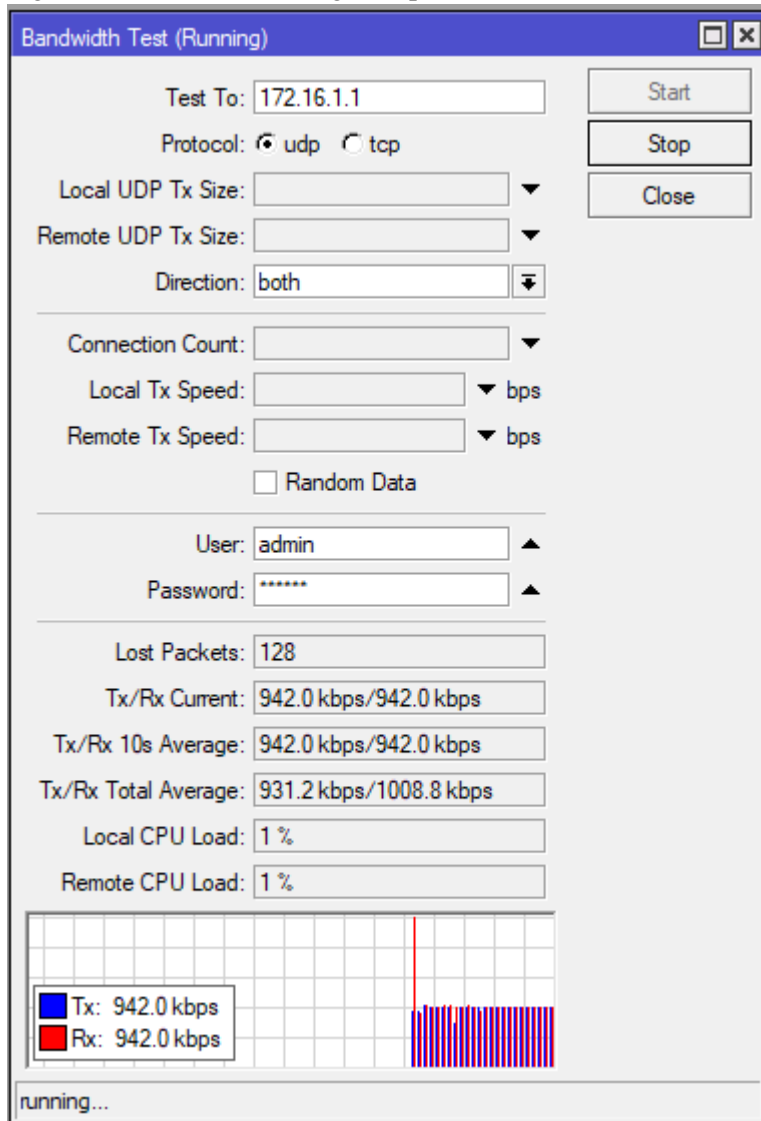 Bandwidth Test (Running)
Test To: 172.16.1.1
Start
Protocol: udp tcp
Stop
Local UDP Tx Size:
Close
Remote UDP Tx Size:
Direction: both
Connection Count:
Local Tx Speed: bps
Remote Tx Speed: bps
Random Data
User: admin
Password: ******
Lost Packets: 128
Tx/Rx Current: 942.0 kbps/942.0 kbps
Tx/Rx 10s Average: 942.0 kbps/942.0 kbps
Tx/Rx Total Average: 931.2 kbps/1008.8 kbps
Local CPU Load: 1 %
Remote CPU Load: 1 %
Tx: 942.0 kbps
Rx: 942.0 kbps
running...